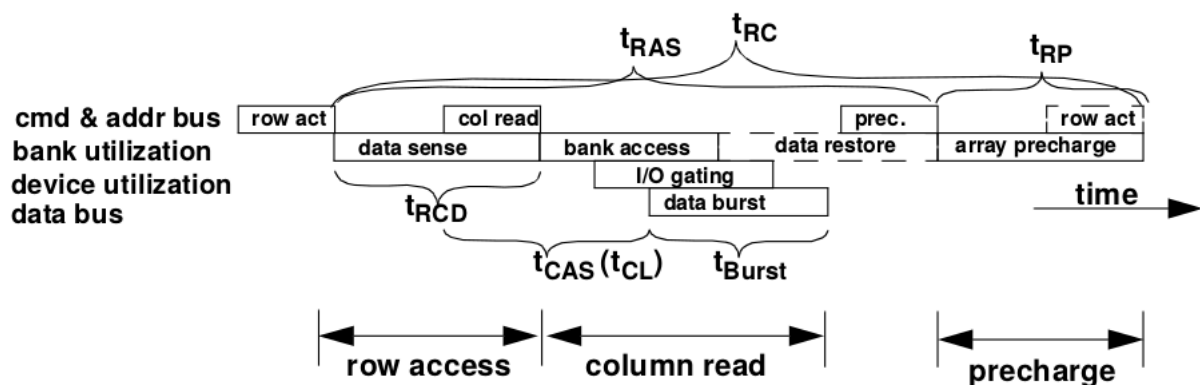 tRC
tRAS
tRP
cmd & addr bus row act col read prec. row act
bank utilization data sense bank access data restore array precharge
device utilization I/O gating
data bus data burst
time
tRCD
tCAS (tCL) tBurst
row access column read precharge